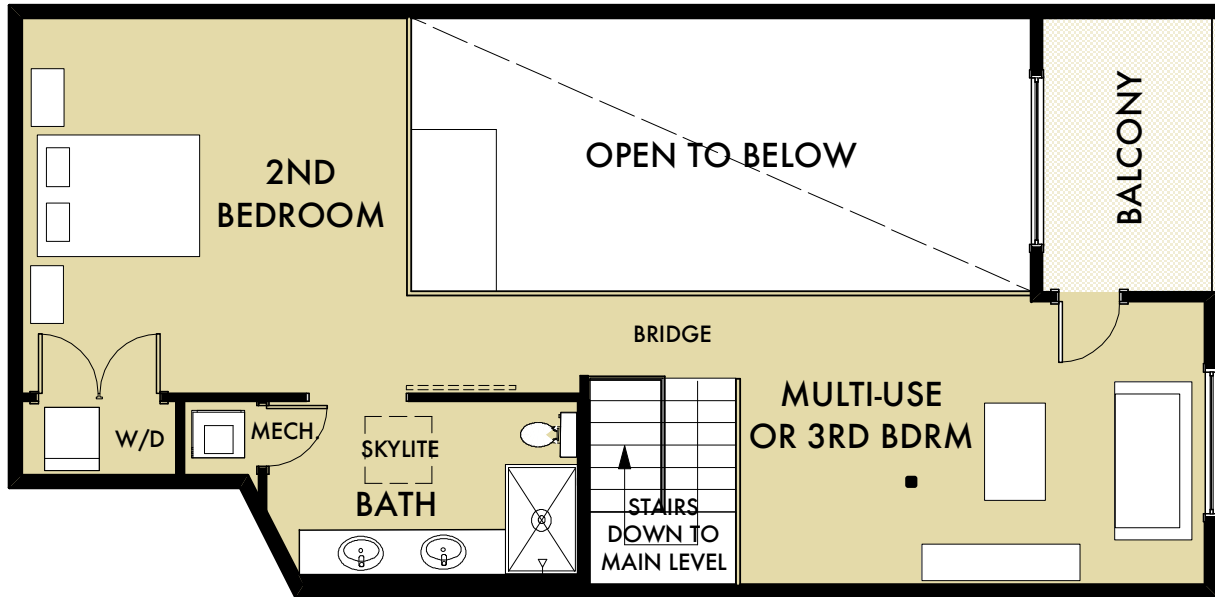 2ND
BEDROOM
OPEN TO BELOW
BALCONY
BRIDGE
MULTI-USE
OR 3RD BDRM
W/D
MECH.
SKYLITE
BATH
STAIRS
DOWN TO
MAIN LEVEL